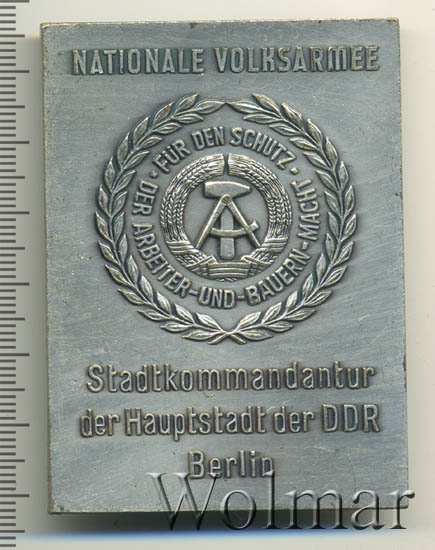 NATIONALE VOLKSARMEE
FÜR DEN SCHUTZ
DER ARBEITER-UND-BAUERN-MACHT
Stadtkommandantur
der Hauptstadt der DDR
Berlin
Wolmar